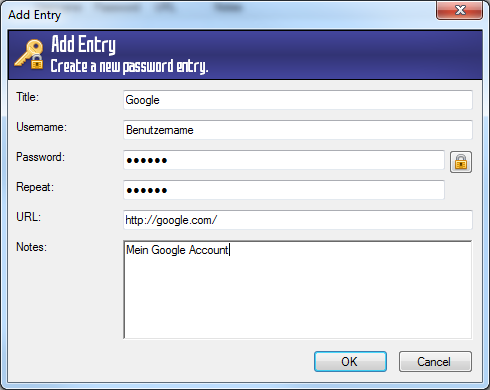 Add Entry
Add Entry
Create a new password entry.
Title: Google
Username: Benutzername
Password: ●●●●●●
Repeat: ●●●●●●
URL: http://google.com/
Notes: Mein Google Account
OK Cancel